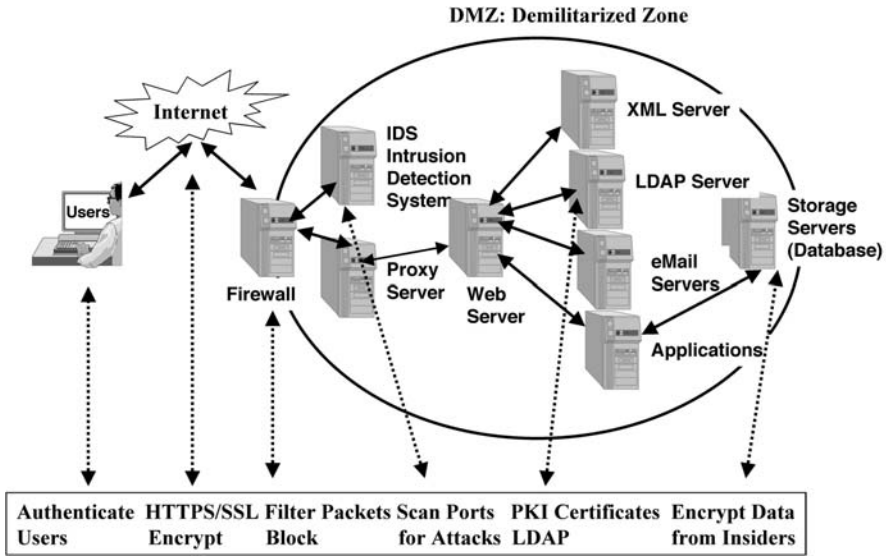 DMZ: Demilitarized Zone
Internet
Users
Firewall
IDS
Intrusion
Detection
System
Proxy
Server
Web
Server
XML Server
LDAP Server
eMail
Servers
Applications
Storage
Servers
(Database)
Authenticate HTTPS/SSL Filter Packets Scan Ports PKI Certificates Encrypt Data
Users Encrypt Block for Attacks LDAP from Insiders